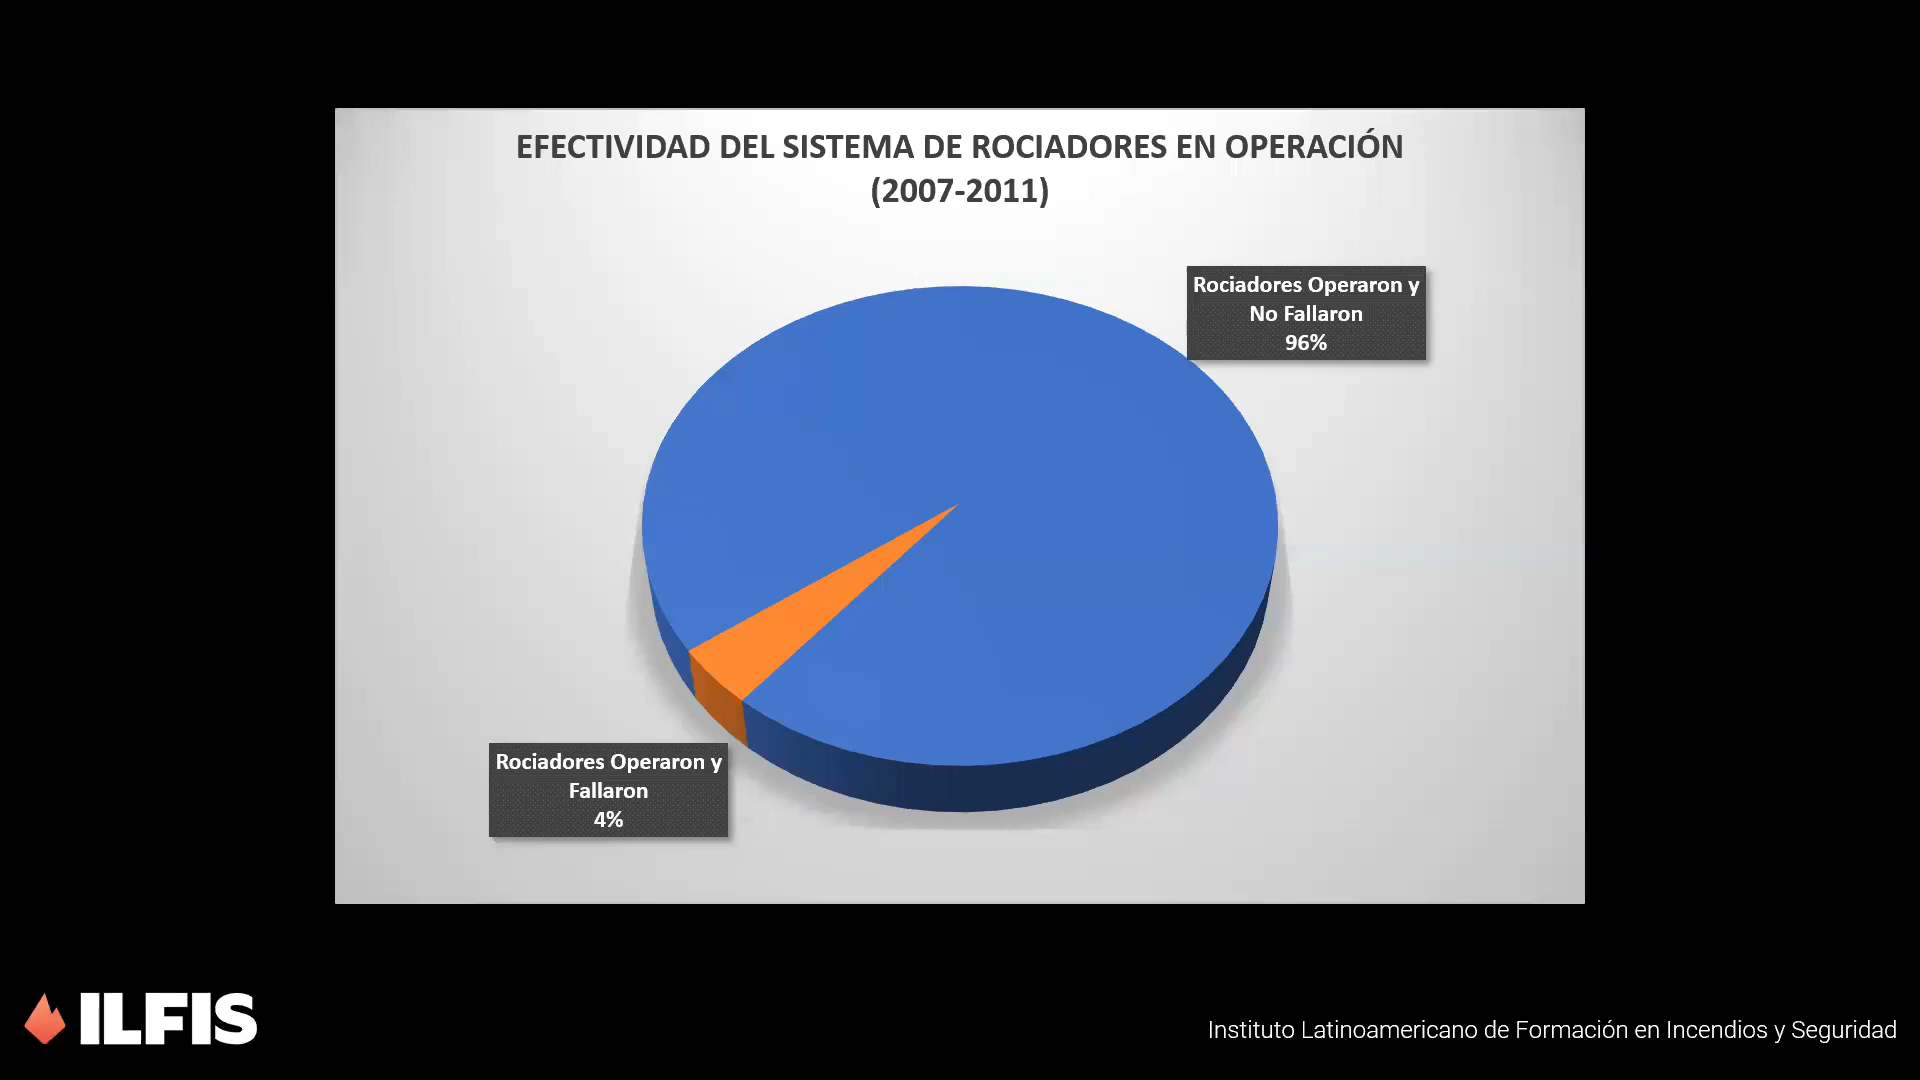 EFECTIVIDAD DEL SISTEMA DE ROCIADORES EN OPERACIÓN
(2007-2011)
Rociadores Operaron y
No Fallaron
96%
Rociadores Operaron y
Fallaron
4%
ILFIS
Instituto Latinoamericano de Formación en Incendios y Seguridad